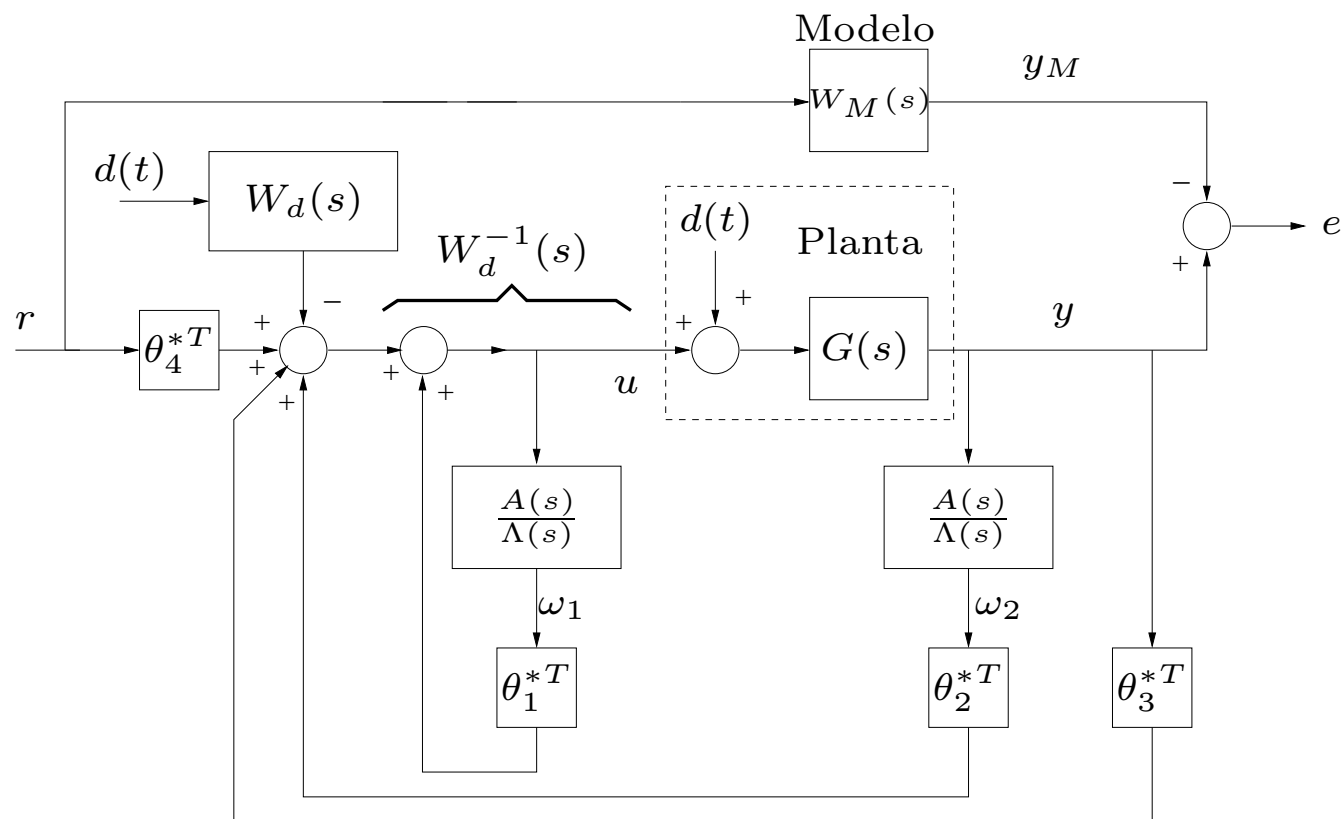 Modelo
y_M
W_M(s)
d(t)
W_d(s)
−
d(t)
Planta
W_d^{-1}(s)
e
+
−
+
r
+
+
y
θ_4^{*T}
G(s)
+
+
+
+
u
A(s)/Λ(s)
A(s)/Λ(s)
ω_1
ω_2
θ_1^{*T}
θ_2^{*T}
θ_3^{*T}